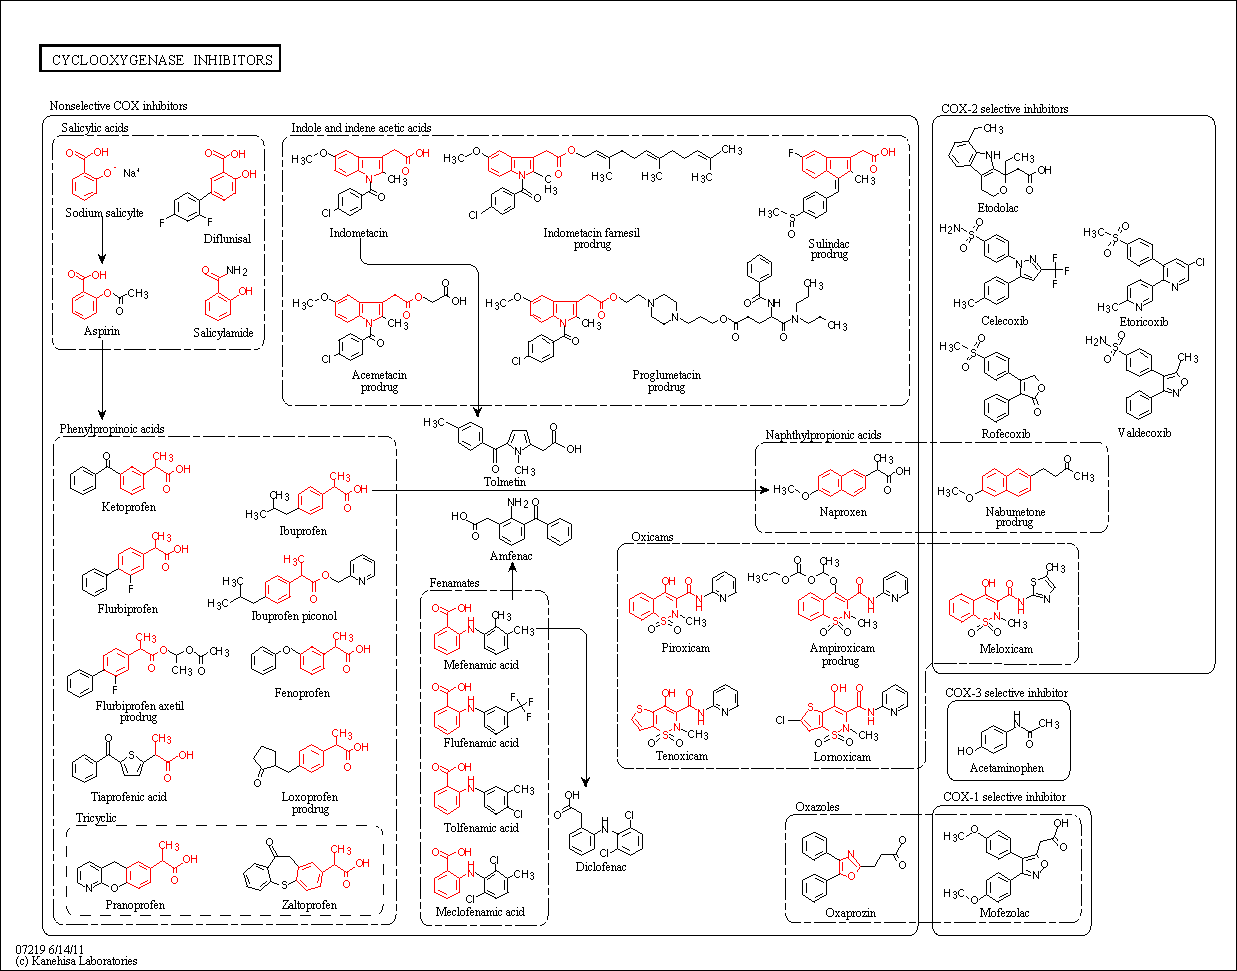 CYCLOOXYGENASE INHIBITORS
Nonselective COX inhibitors
Salicylic acids
Sodium salicylte
Diflunisal
Aspirin
Salicylamide
Indole and indene acetic acids
Indometacin
Indometacin farnesil
prodrug
Sulindac
prodrug
Acemetacin
prodrug
Proglumetacin
prodrug
Tolmetin
Amfenac
Phenylpropinoic acids
Ketoprofen
Ibuprofen
Flurbiprofen
Ibuprofen piconol
Flurbiprofen axetil
prodrug
Fenoprofen
Tiaprofenic acid
Loxoprofen
prodrug
Tricyclic
Pranoprofen
Zaltoprofen
Fenamates
Mefenamic acid
Flufenamic acid
Tolfenamic acid
Meclofenamic acid
Diclofenac
Naphthylpropionic acids
Naproxen
Nabumetone
prodrug
Oxicams
Piroxicam
Ampiroxicam
prodrug
Meloxicam
Tenoxicam
Lornoxicam
Oxazoles
Oxaprozin
Mofezolac
COX-2 selective inhibitors
Etodolac
Celecoxib
Etoricoxib
Rofecoxib
Valdecoxib
COX-3 selective inhibitor
Acetaminophen
COX-1 selective inhibitor
07219 6/14/11
(c) Kanehisa Laboratories